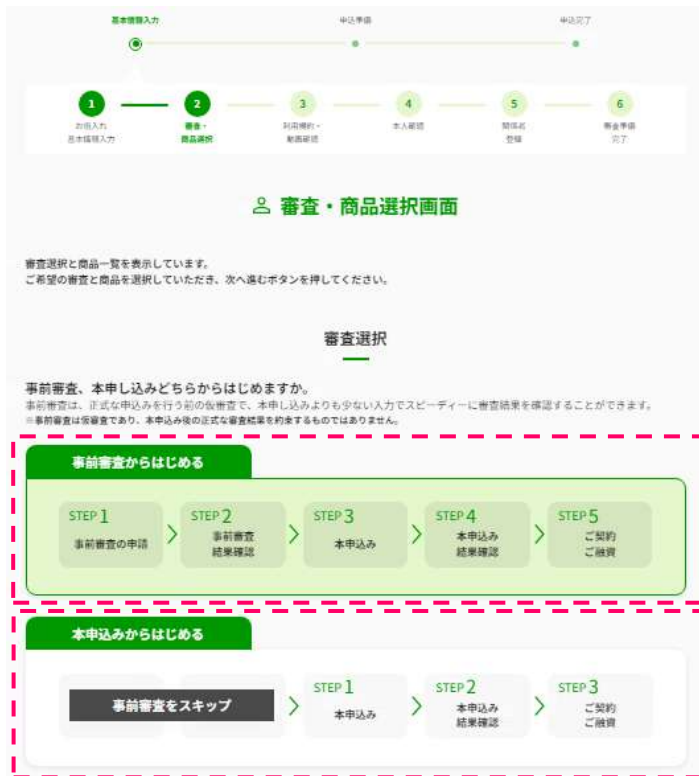 基本情報入力 申込準備 申込完了
1 2 3 4 5 6
お借入れ 審査・ 利用規約・ 本人確認 関係者 審査準備
基本情報入力 商品選択 動画確認 登録 完了
審査・商品選択画面
審査選択と商品一覧を表示しています。
ご希望の審査と商品を選択していただき、次へ進むボタンを押してください。
審査選択
事前審査、本申し込みどちらからはじめますか。
事前審査は、正式な申込みを行う前の仮審査で、本申し込みよりも少ない入力でスピーディーに審査結果を確認することができます。
※事前審査は仮審査であり、本申込み後の正式な審査結果を約束するものではありません。
事前審査からはじめる
STEP 1 STEP 2 STEP 3 STEP 4 STEP 5
事前審査の申請 事前審査 本申込み 本申込み ご契約
結果確認 結果確認 ご融資
本申込みからはじめる
事前審査をスキップ
STEP 1 STEP 2 STEP 3
本申込み 本申込み ご契約
結果確認 ご融資